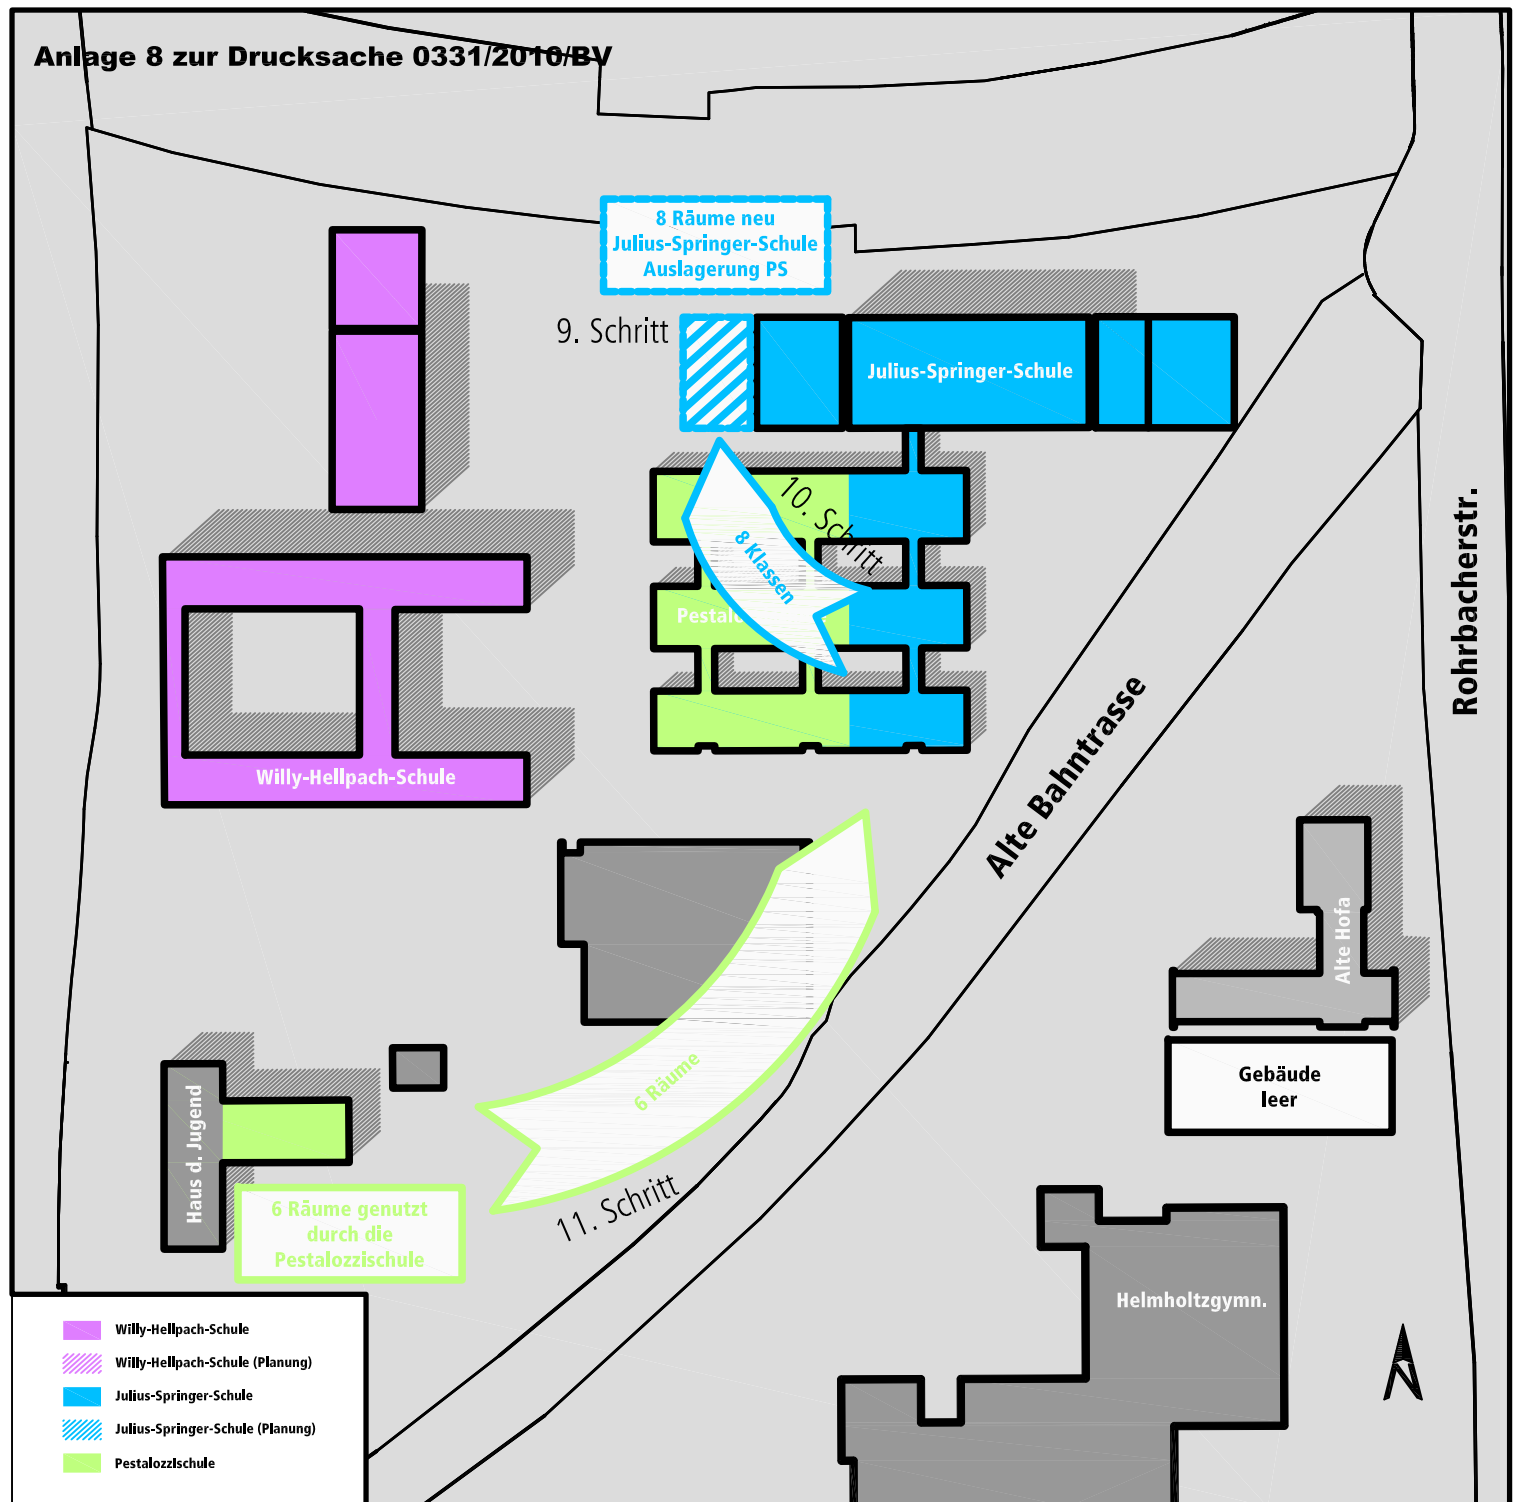 Anlage 8 zur Drucksache 0331/2010/BV
8 Räume neu
Julius-Springer-Schule
Auslagerung PS
9. Schritt
Julius-Springer-Schule
10. Schritt
8 Klassen
Rohrbacherstr.
Alte Bahntrasse
Willy-Hellpach-Schule
Alte Hofa
Gebäude
leer
6 Räume
11. Schritt
Haus d. Jugend
6 Räume genutzt
durch die
Pestalozzischule
Helmholtzgymn.
Willy-Hellpach-Schule
Willy-Hellpach-Schule (Planung)
Julius-Springer-Schule
Julius-Springer-Schule (Planung)
Pestalozzischule